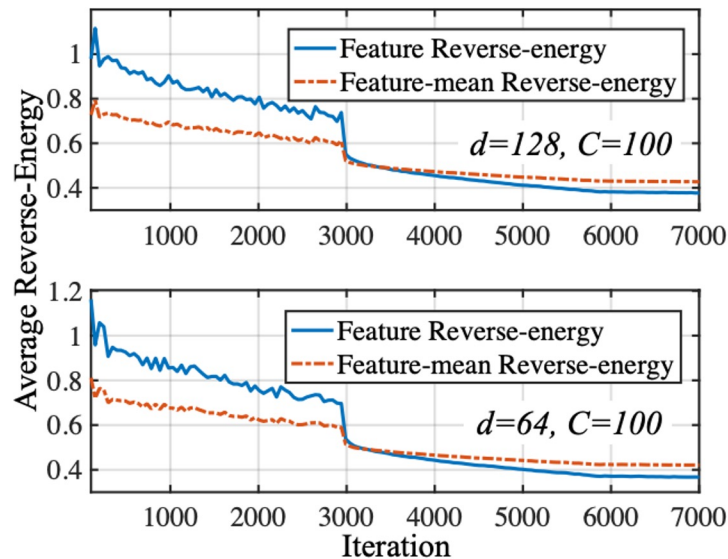 Average Reverse-Energy
1
0.8
0.6
0.4
Feature Reverse-energy
Feature-mean Reverse-energy
d=128, C=100
1000 2000 3000 4000 5000 6000 7000
1.2
1
0.8
0.6
0.4
Feature Reverse-energy
Feature-mean Reverse-energy
d=64, C=100
1000 2000 3000 4000 5000 6000 7000
Iteration